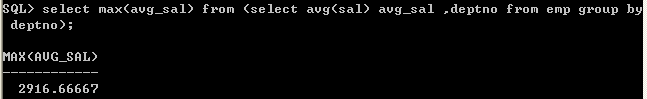 SQL> select max(avg_sal) from (select avg(sal) avg_sal ,deptno from emp group by
 deptno);
MAX(AVG_SAL)
------------
  2916.66667